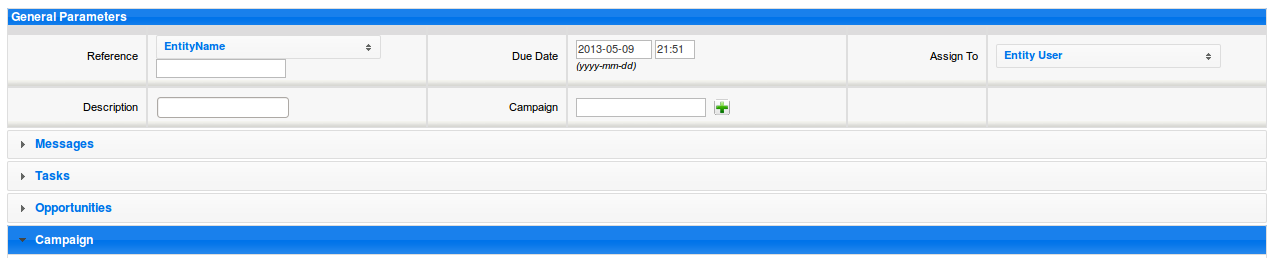 General Parameters
Reference EntityName Due Date 2013-05-09 21:51 Assign To Entity User
(yyyy-mm-dd)
Description Campaign
Messages
Tasks
Opportunities
Campaign